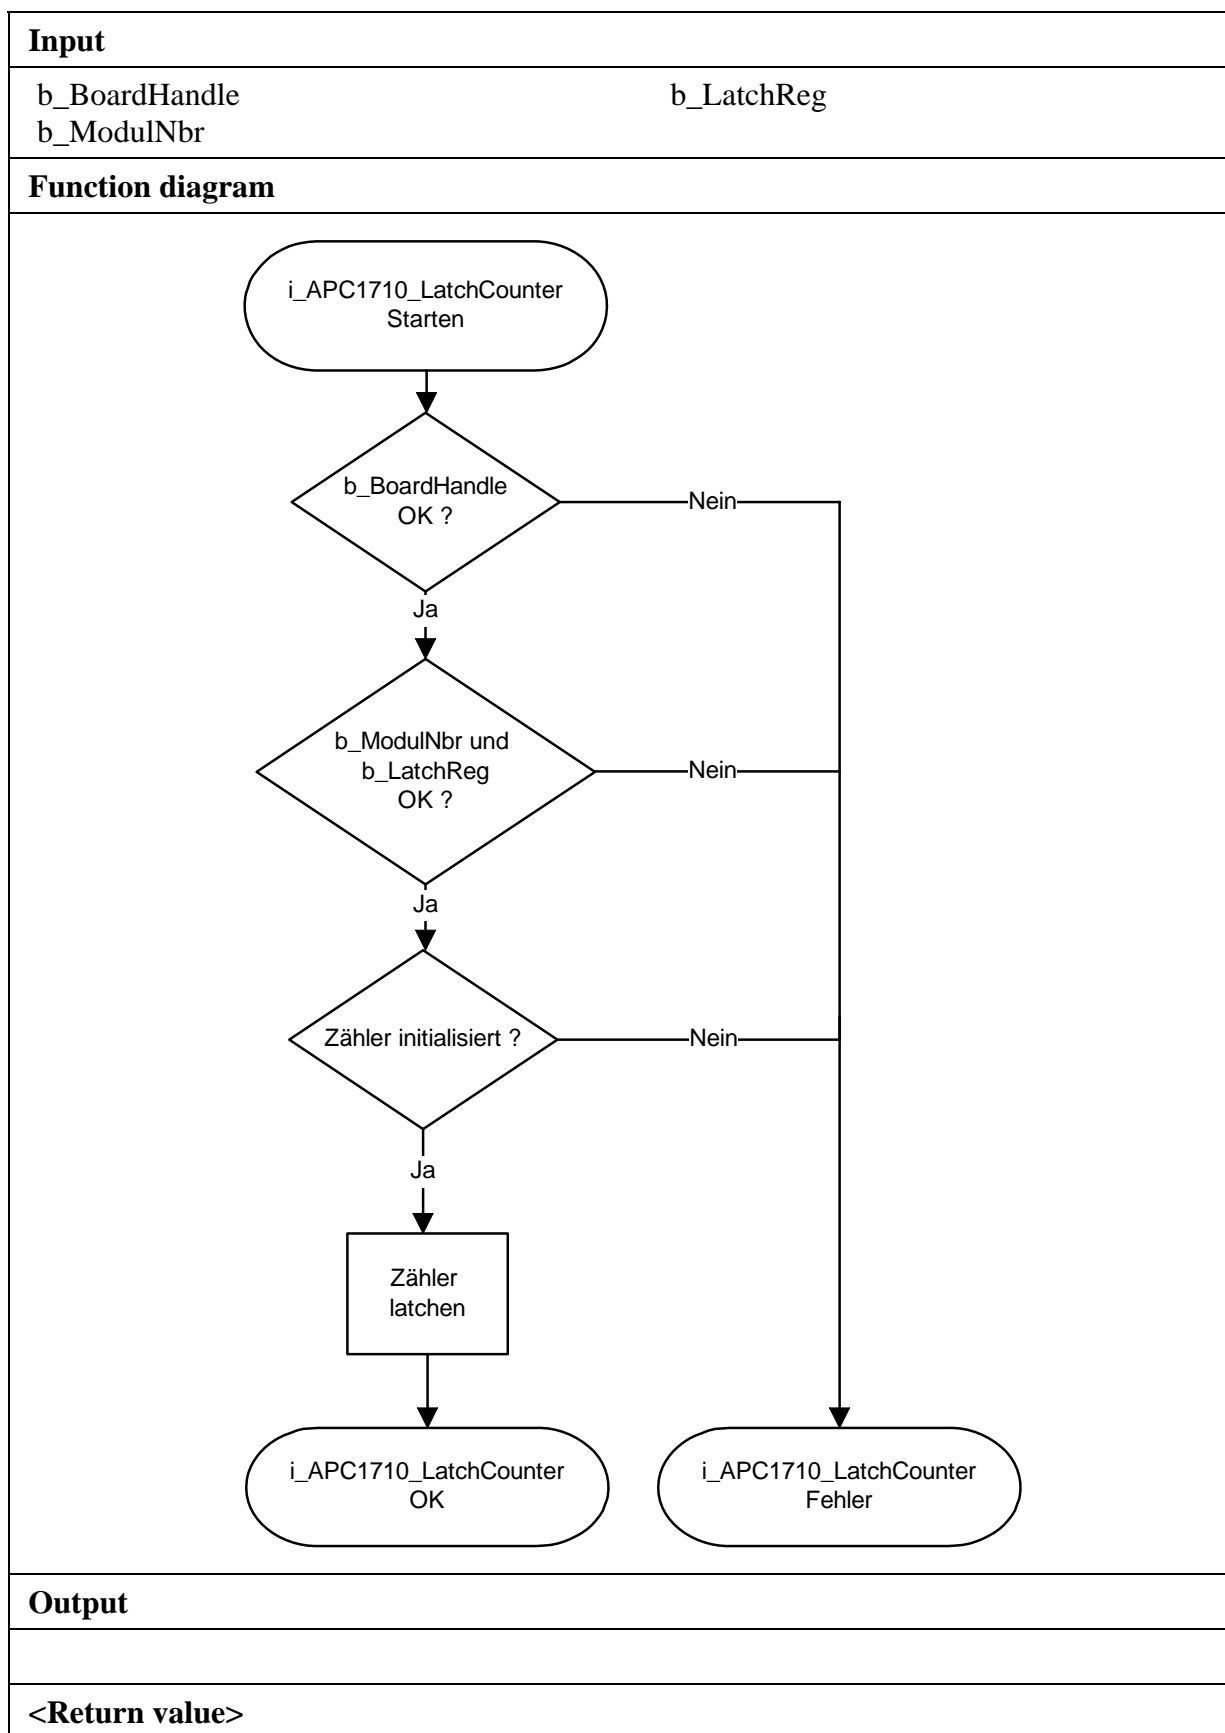 Input
b_BoardHandle b_LatchReg
b_ModulNbr
Function diagram
i_APC1710_LatchCounter
Starten
b_BoardHandle
OK ?
Nein
Ja
b_ModulNbr und
b_LatchReg
OK ?
Nein
Ja
Zähler initialisiert ?
Nein
Ja
Zähler
latchen
i_APC1710_LatchCounter
OK
i_APC1710_LatchCounter
Fehler
Output
<Return value>